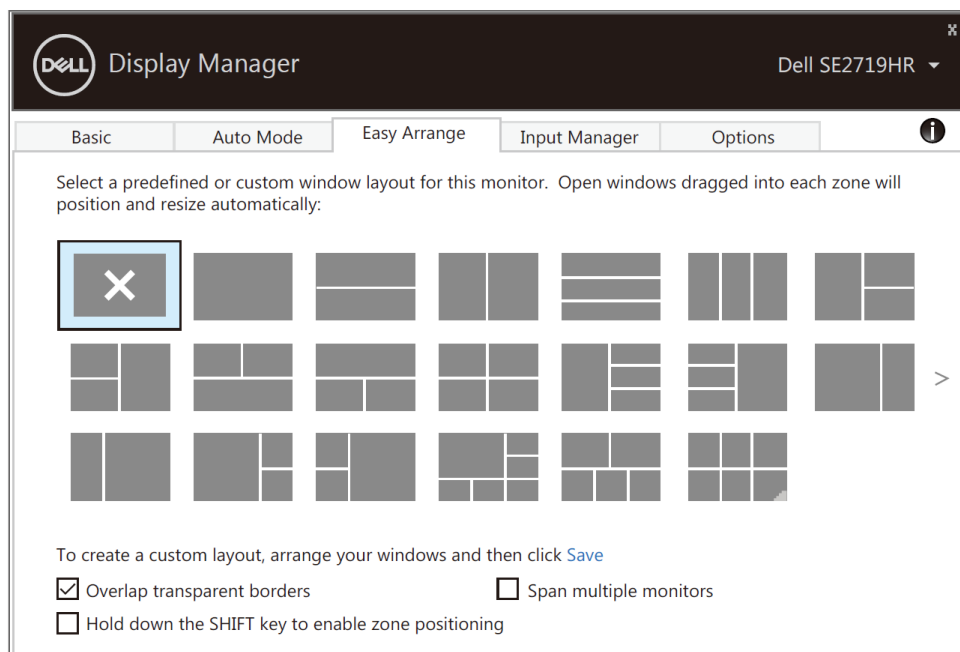 DELL Display Manager
x
Dell SE2719HR
Basic Auto Mode Easy Arrange Input Manager Options i
Select a predefined or custom window layout for this monitor. Open windows dragged into each zone will
position and resize automatically:
>
To create a custom layout, arrange your windows and then click Save
Overlap transparent borders
Span multiple monitors
Hold down the SHIFT key to enable zone positioning